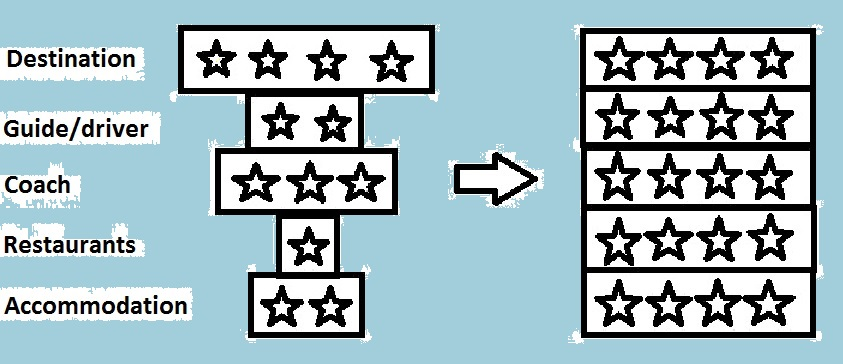 Destination
Guide/driver
Coach
Restaurants
Accommodation